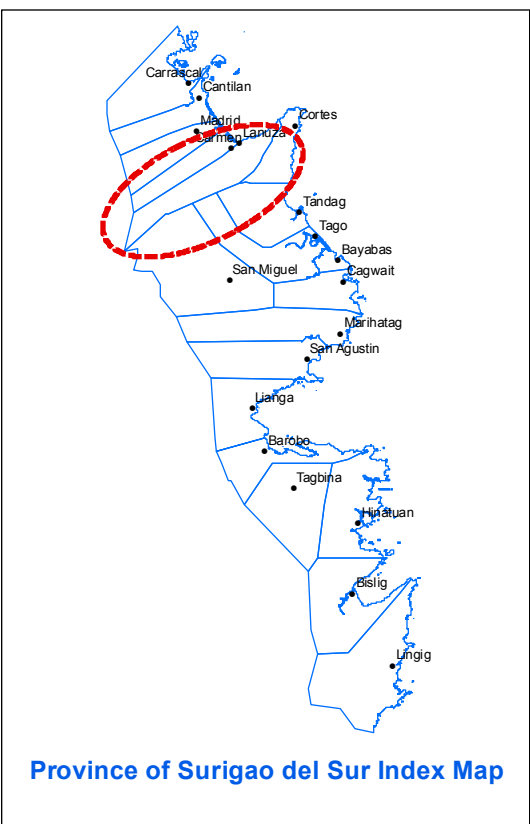 Carrascal
Cantilan
Cortes
Madrid
Lanuza
Carmen
Tandag
Tago
Bayabas
San Miguel
Cagwait
Marihatag
San Agustin
Lianga
Barobo
Tagbina
Hinatuan
Bislig
Lingig
Province of Surigao del Sur Index Map